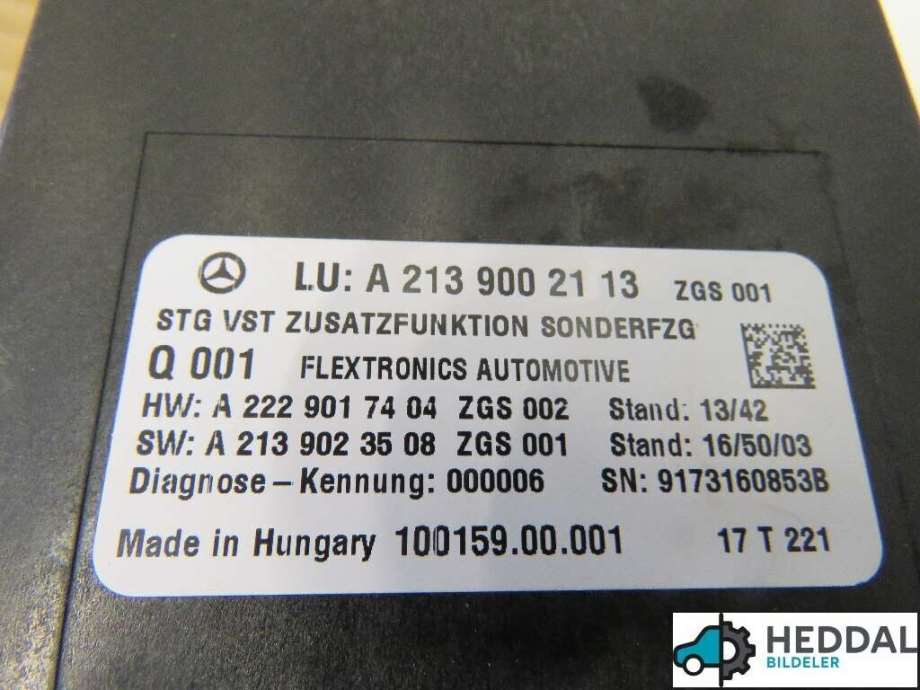 LU: A 213 900 21 13 ZGS 001
STG VST ZUSATZFUNKTION SONDERFZG
Q 001 FLEXTRONICS AUTOMOTIVE
HW: A 222 901 74 04 ZGS 002 Stand: 13/42
SW: A 213 902 35 08 ZGS 001 Stand: 16/50/03
Diagnose-Kennung: 000006 SN: 9173160853B
Made in Hungary 100159.00.001 17 T 221
HEDDAL
BILDELER